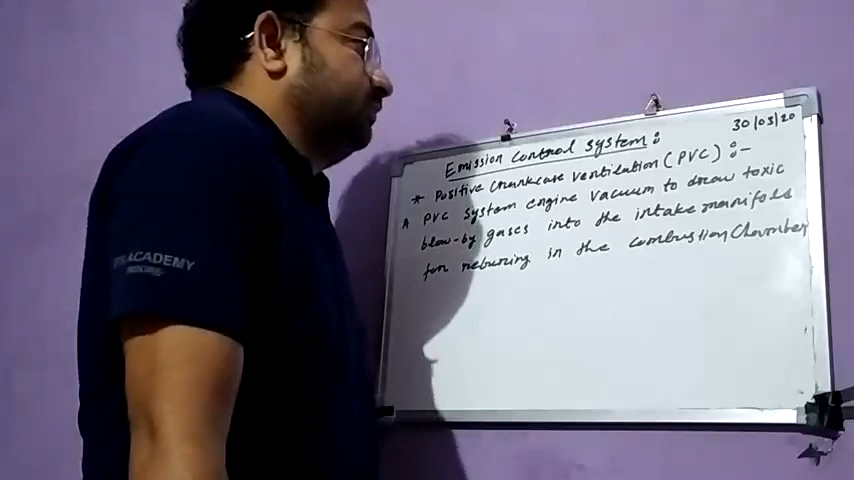 30/03/20
Emission control system:
* Positive Crankcase ventilation (PVC) :-
A PVC system engine vacuum to draw toxic
blow-by gases into the intake manifold
for reburning in the combustion Chamber
ACADEMY